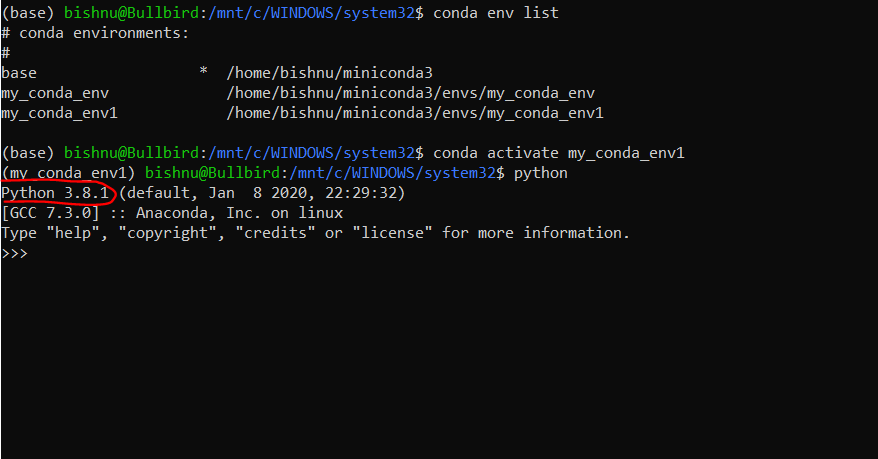 (base) bishnu@Bullbird:/mnt/c/WINDOWS/system32$ conda env list
# conda environments:
#
base                  *  /home/bishnu/miniconda3
my_conda_env             /home/bishnu/miniconda3/envs/my_conda_env
my_conda_env1            /home/bishnu/miniconda3/envs/my_conda_env1

(base) bishnu@Bullbird:/mnt/c/WINDOWS/system32$ conda activate my_conda_env1
(my_conda_env1) bishnu@Bullbird:/mnt/c/WINDOWS/system32$ python
Python 3.8.1 (default, Jan  8 2020, 22:29:32)
[GCC 7.3.0] :: Anaconda, Inc. on linux
Type "help", "copyright", "credits" or "license" for more information.
>>>